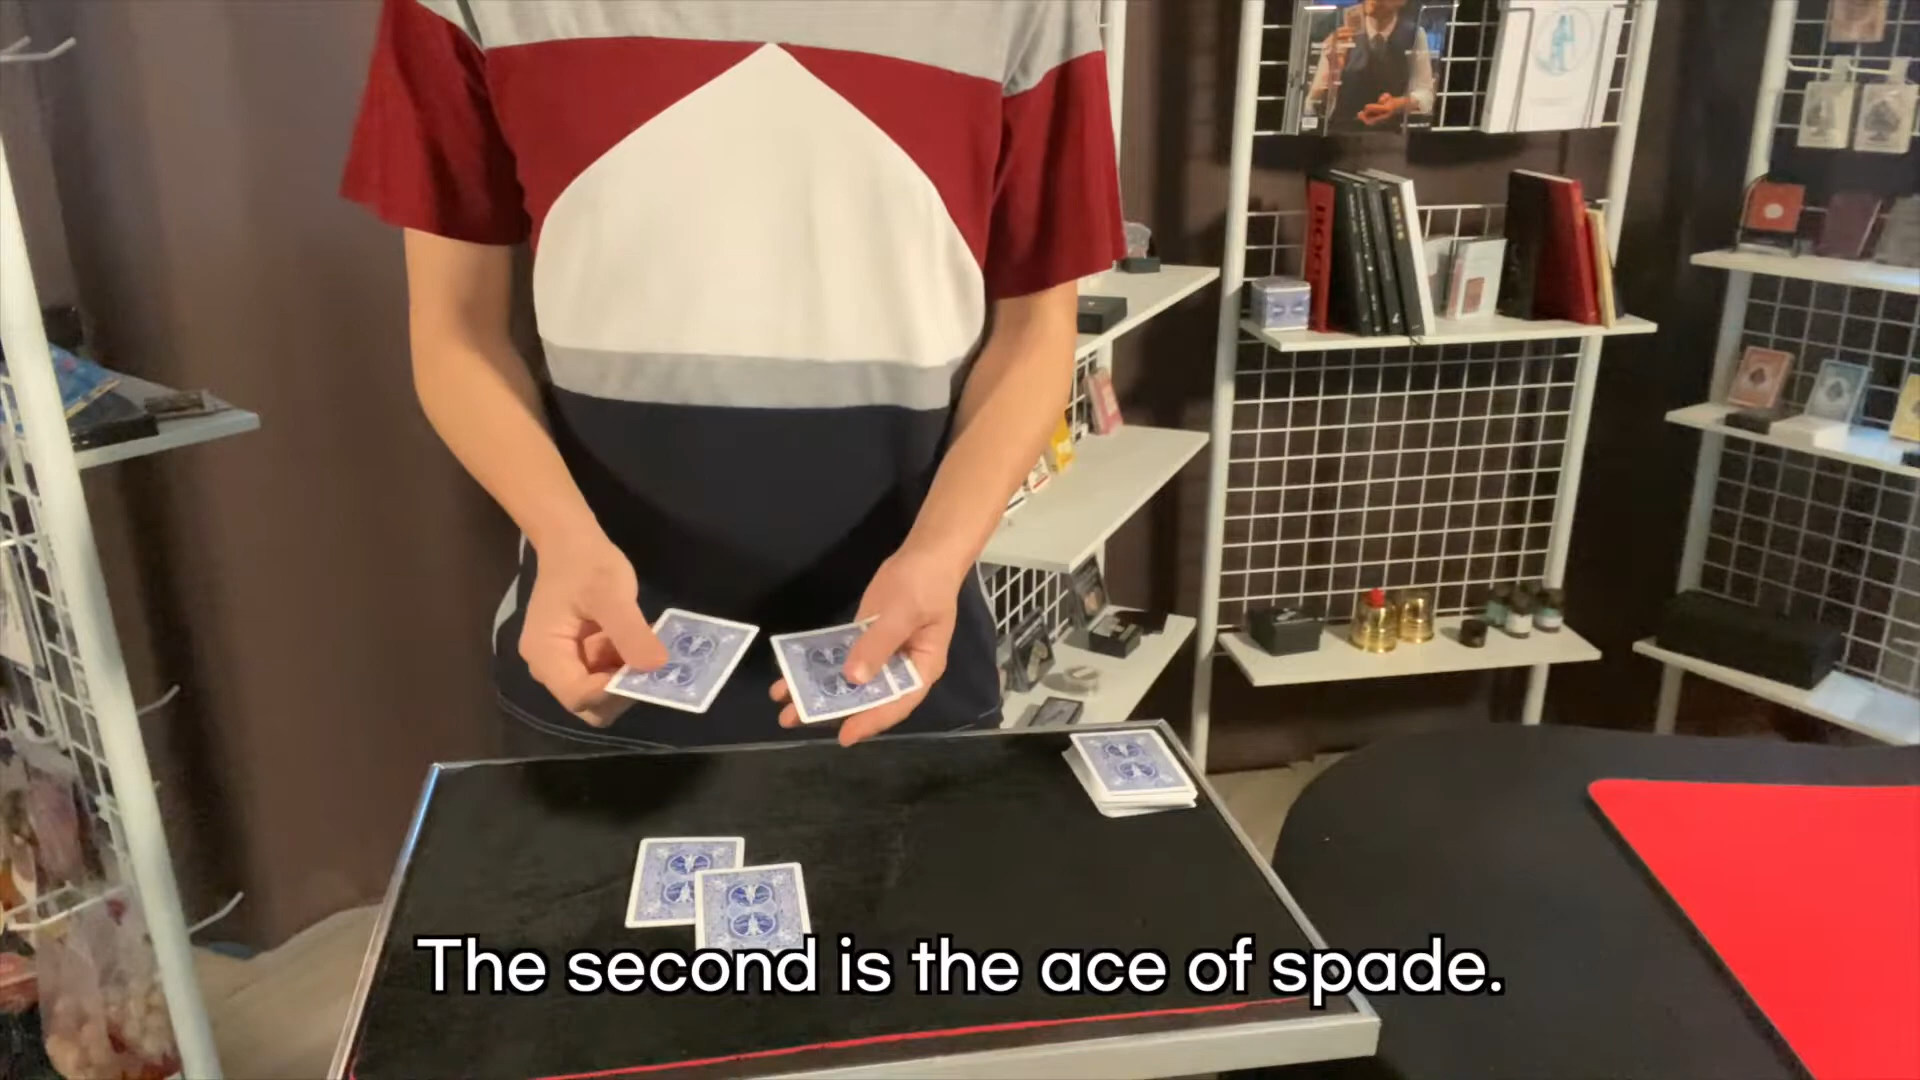 The second is the ace of spade.